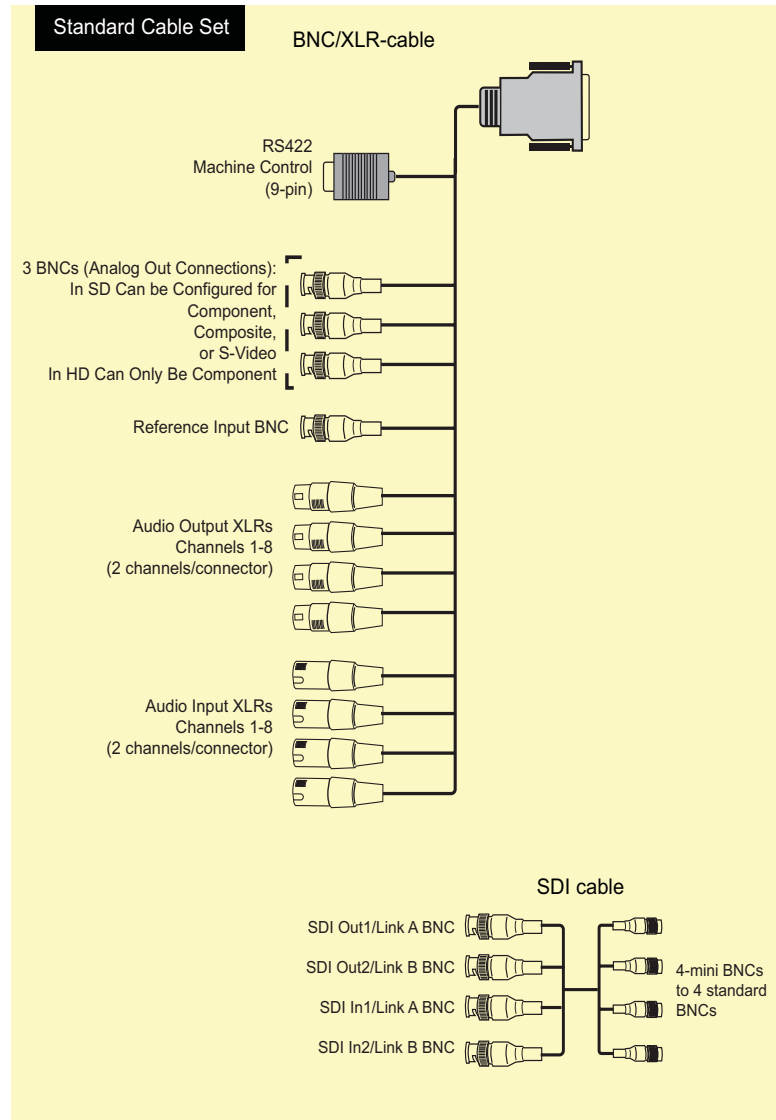 Standard Cable Set
BNC/XLR-cable
RS422
Machine Control
(9-pin)
3 BNCs (Analog Out Connections):
In SD Can be Configured for
Component,
Composite,
or S-Video
In HD Can Only Be Component
Reference Input BNC
Audio Output XLRs
Channels 1-8
(2 channels/connector)
Audio Input XLRs
Channels 1-8
(2 channels/connector)
SDI cable
SDI Out1/Link A BNC
SDI Out2/Link B BNC
SDI In1/Link A BNC
SDI In2/Link B BNC
4-mini BNCs
to 4 standard
BNCs